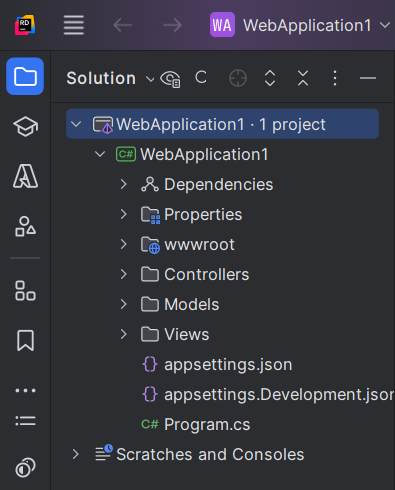 RD WA WebApplication1
Solution
WebApplication1 · 1 project
C# WebApplication1
Dependencies
Properties
wwwroot
Controllers
Models
Views
{} appsettings.json
{} appsettings.Development.json
C# Program.cs
Scratches and Consoles